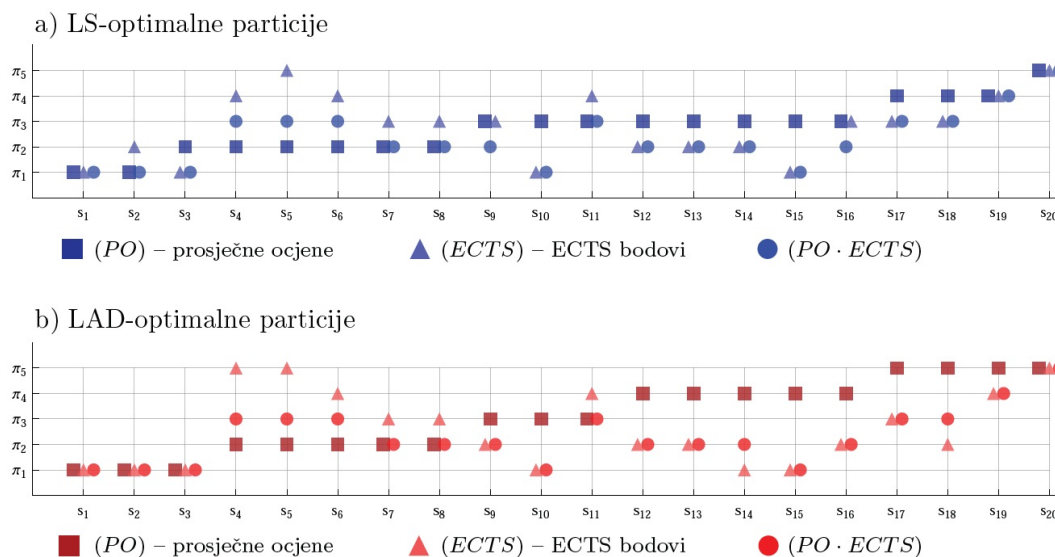 a) LS-optimalne particije
π₅
π₄
π₃
π₂
π₁
s₁ s₂ s₃ s₄ s₅ s₆ s₇ s₈ s₉ s₁₀ s₁₁ s₁₂ s₁₃ s₁₄ s₁₅ s₁₆ s₁₇ s₁₈ s₁₉ s₂₀
(PO) – prosječne ocjene (ECTS) – ECTS bodovi (PO · ECTS)
b) LAD-optimalne particije
π₅
π₄
π₃
π₂
π₁
s₁ s₂ s₃ s₄ s₅ s₆ s₇ s₈ s₉ s₁₀ s₁₁ s₁₂ s₁₃ s₁₄ s₁₅ s₁₆ s₁₇ s₁₈ s₁₉ s₂₀
(PO) – prosječne ocjene (ECTS) – ECTS bodovi (PO · ECTS)